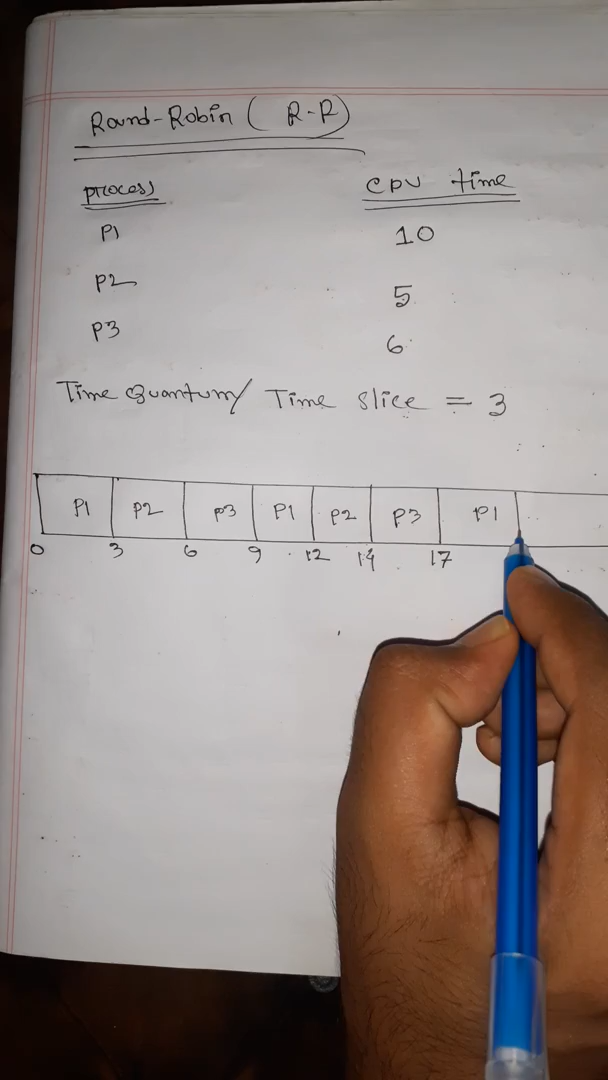 Round-Robin ( R-R)
process CPU time
P1 10
P2 5
P3 6
Time Quantum/ Time slice = 3
P1 P2 P3 P1 P2 P3 P1
0 3 6 9 12 14 17